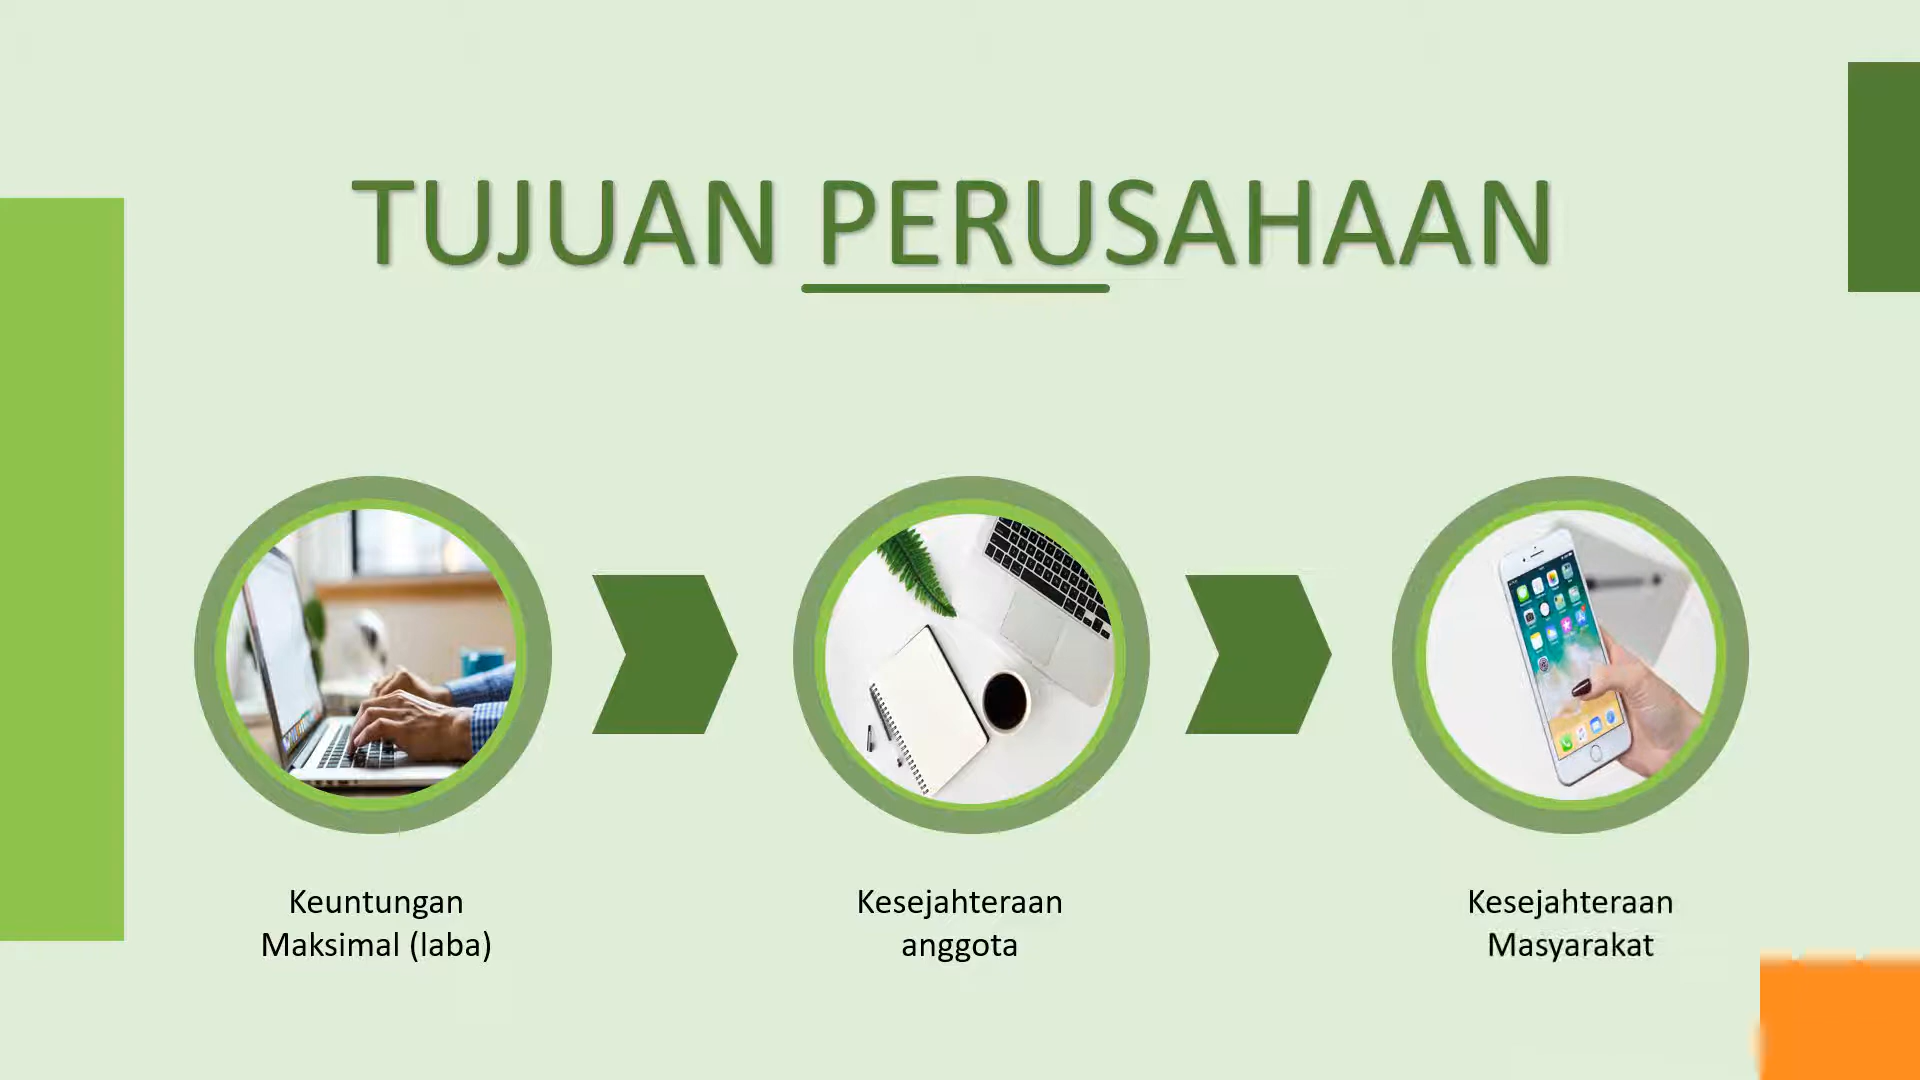 TUJUAN PERUSAHAAN
Keuntungan
Maksimal (laba)
Kesejahteraan
anggota
Kesejahteraan
Masyarakat